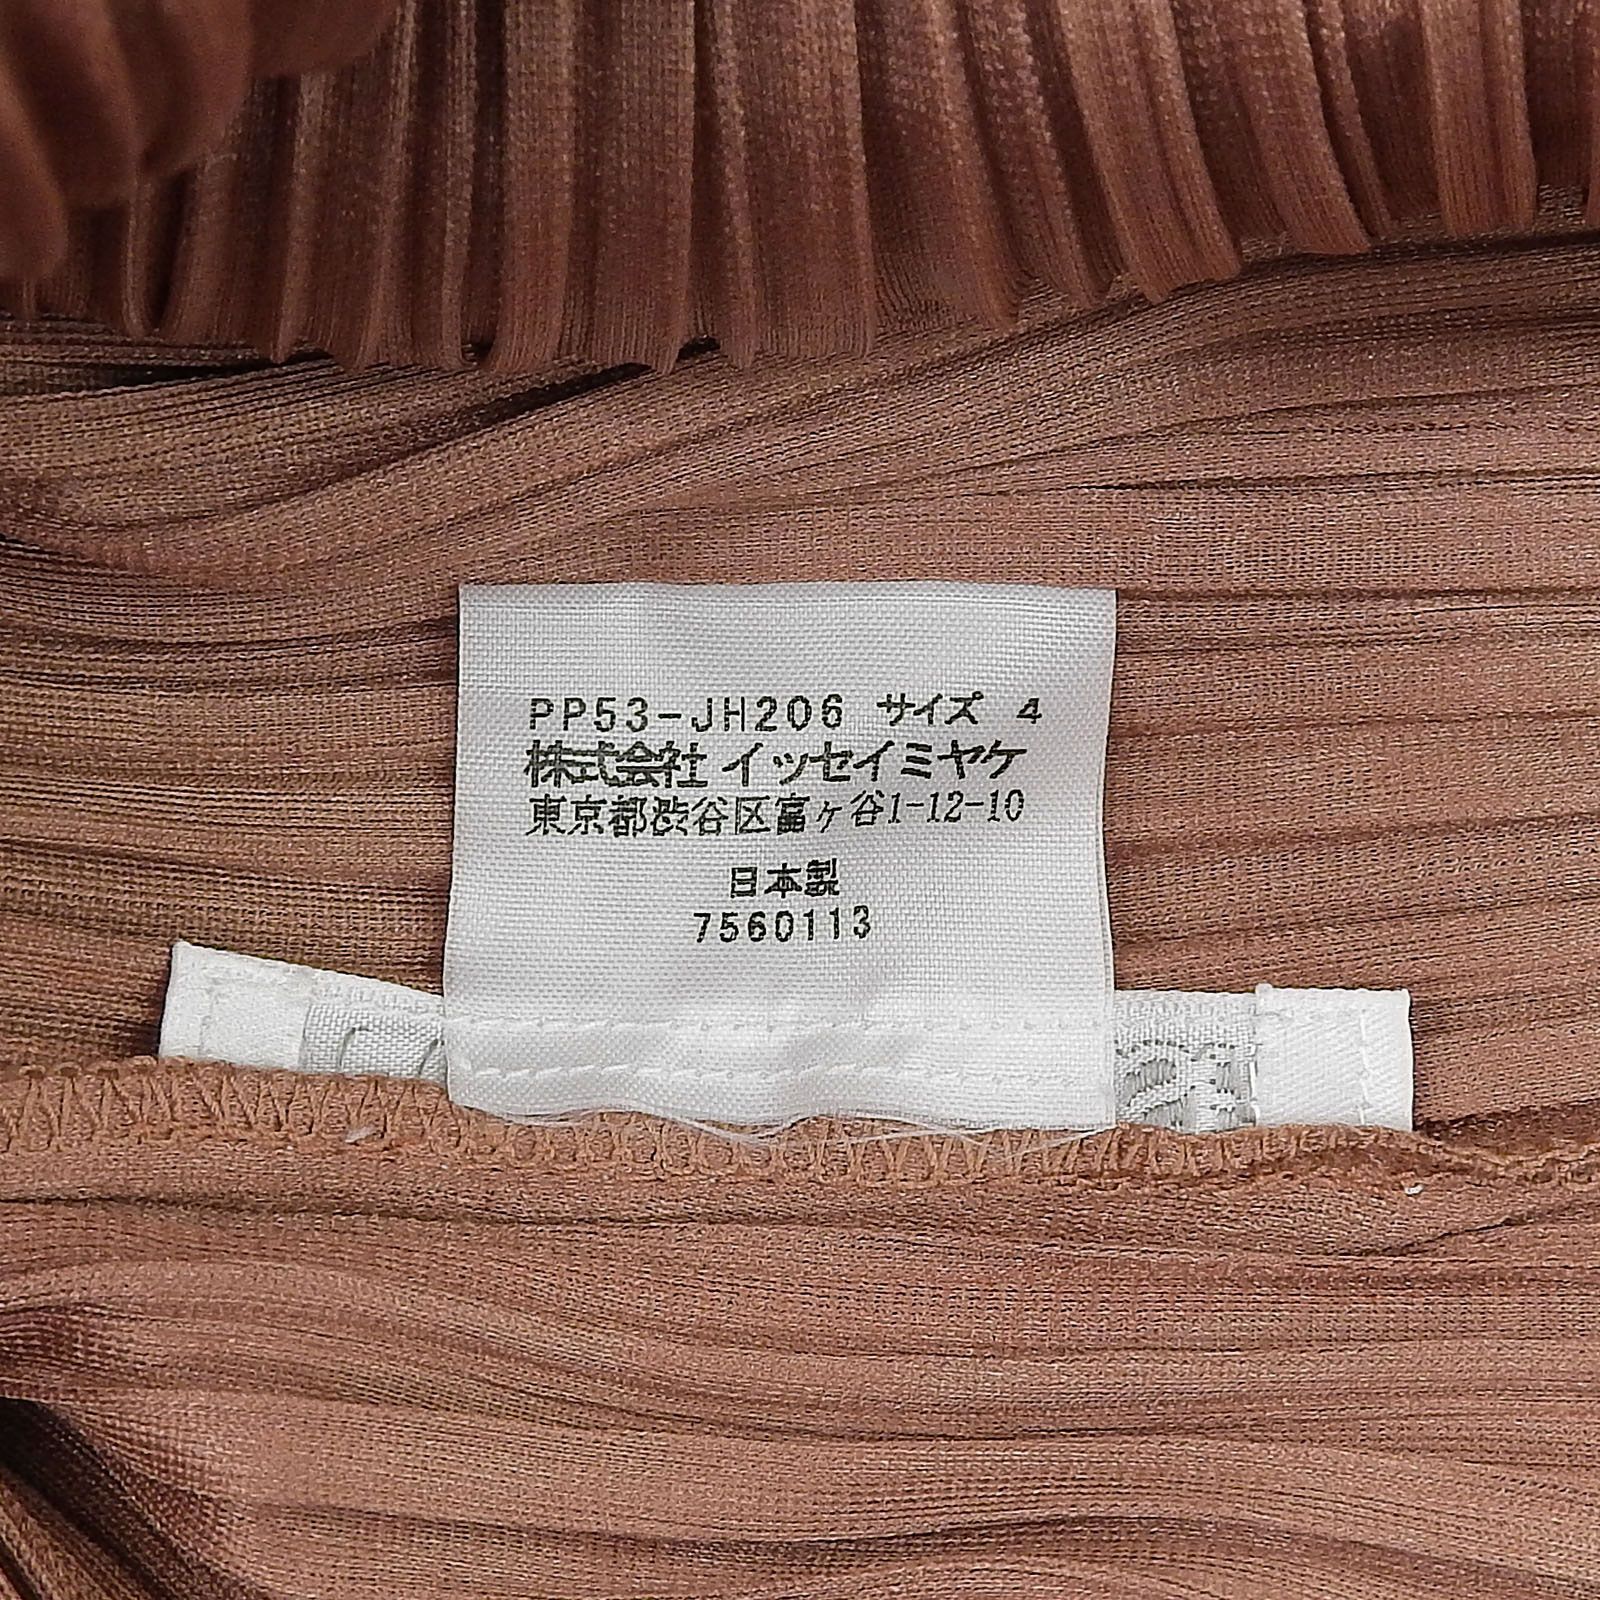 PP53-JH206 サイズ 4
株式会社 イッセイミヤケ
東京都渋谷区富ヶ谷1-12-10
日本製
7560113